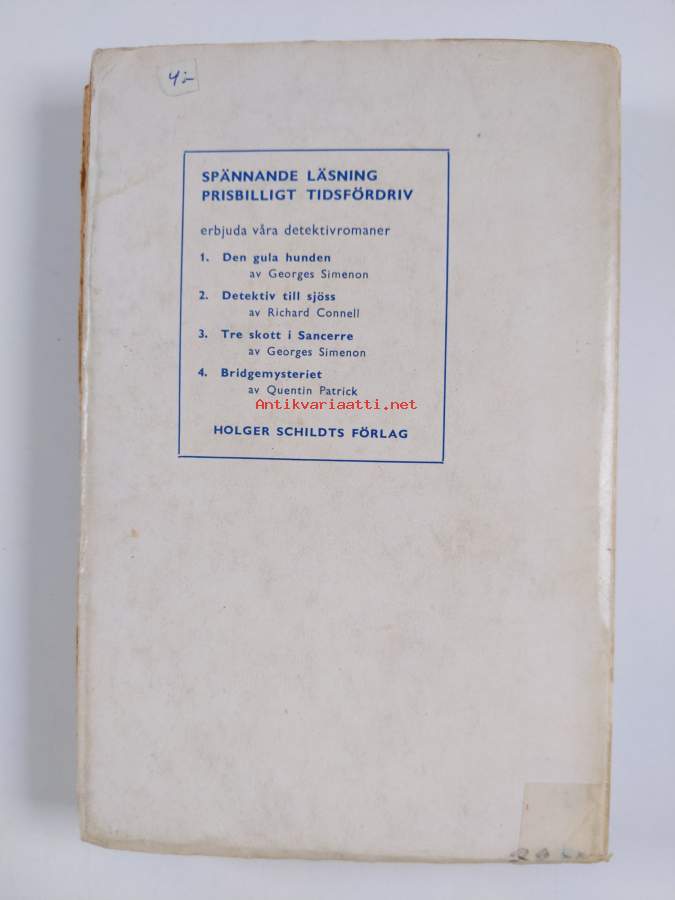 SPÄNNANDE LÄSNING
PRISBILLIGT TIDSFÖRDRIV
erbjuda våra detektivromaner
1. Den gula hunden
av Georges Simenon
2. Detektiv till sjöss
av Richard Connell
3. Tre skott i Sancerre
av Georges Simenon
4. Bridgemysteriet
av Quentin Patrick
Antikvariaatti.net
HOLGER SCHILDTS FÖRLAG